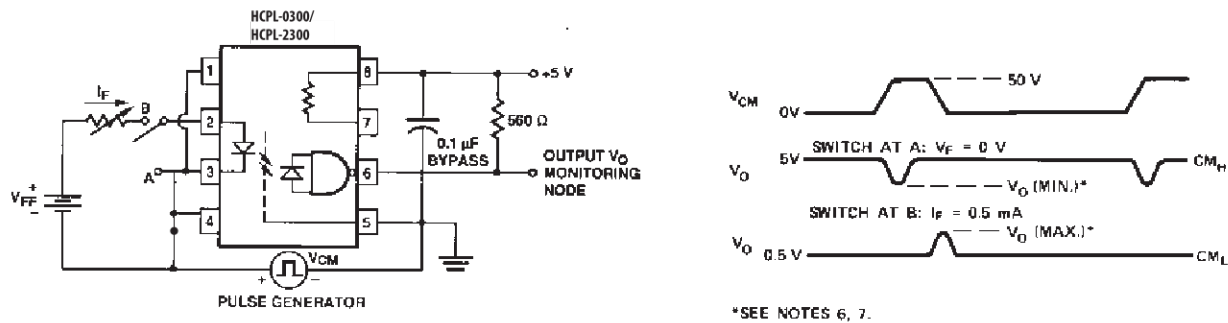 HCPL-0300/
HCPL-2300
1
8
+5 V
I_F
B
2
7
560 Ω
0.1 µF
BYPASS
A
3
6
OUTPUT V_O
MONITORING
NODE
V_FF
+
−
4
5
V_CM
+
−
PULSE GENERATOR
50 V
V_CM
0V
SWITCH AT A: V_F = 0 V
5V
CM_H
V_O
V_O (MIN.)*
SWITCH AT B: I_F = 0.5 mA
V_O (MAX.)*
V_O
0.5 V
CM_L
*SEE NOTES 6, 7.